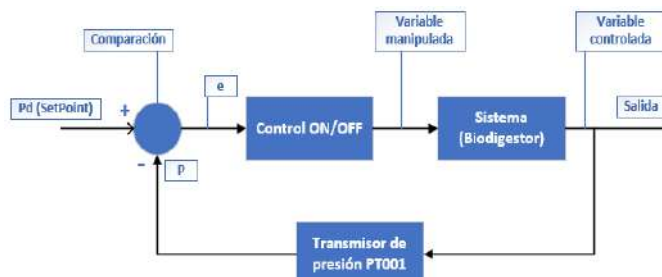 Comparación
Variable
manipulada
Variable
controlada
e
Pd (SetPoint)
+
Control ON/OFF
Sistema
(Biodigestor)
Salida
-
P
Transmisor de
presión PT001